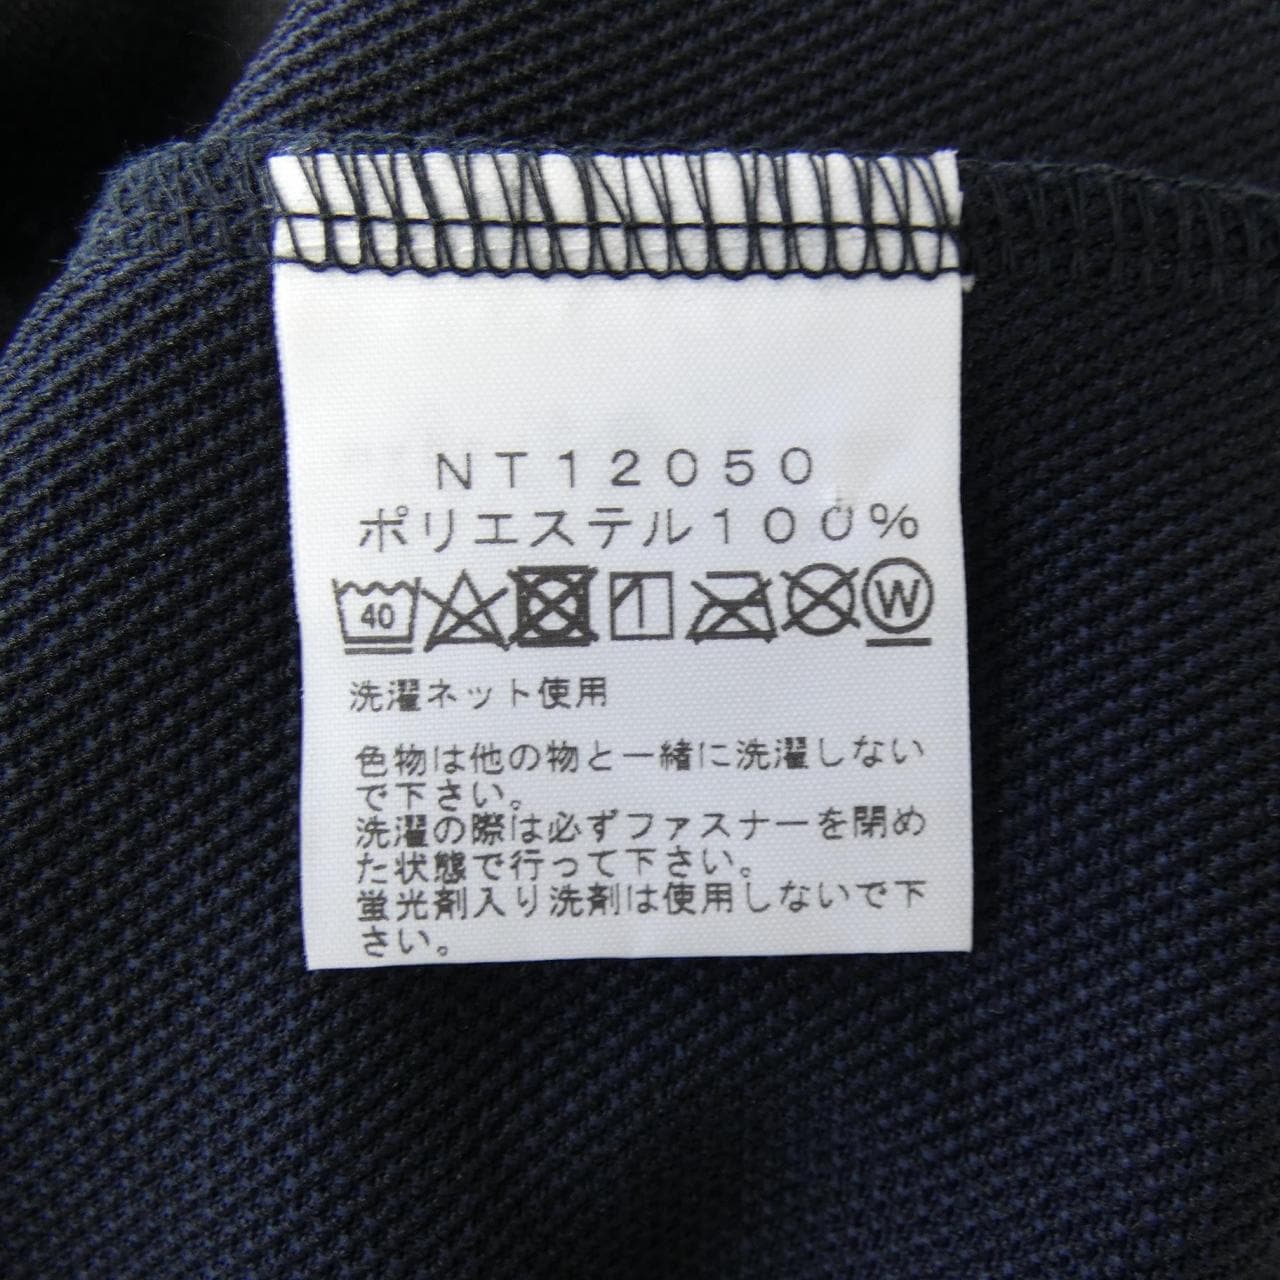 NT12050
ポリエステル100%
40
W
洗濯ネット使用
色物は他の物と一緒に洗濯しない
で下さい。
洗濯の際は必ずファスナーを閉め
た状態で行って下さい。
蛍光剤入り洗剤は使用しないで下
さい。